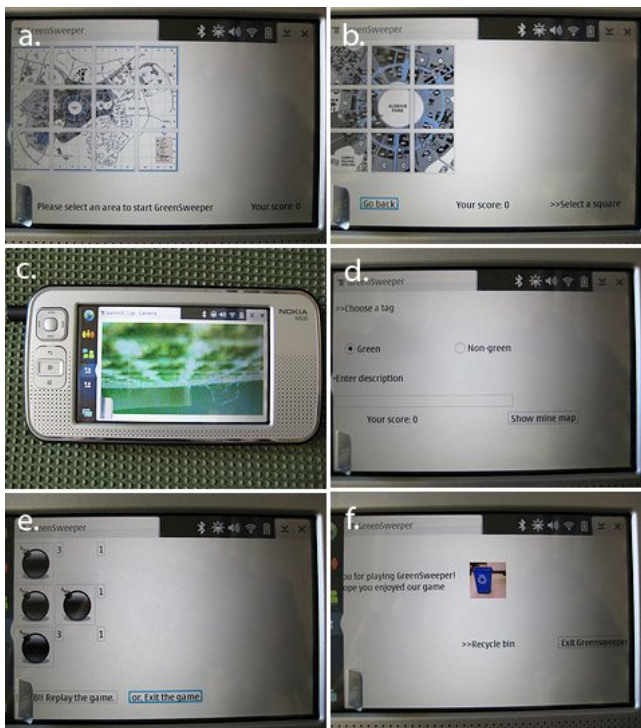 a.
GreenSweeper
Please select an area to start GreenSweeper
Your score: 0
b.
GreenSweeper
ALDRICH
PARK
Go back
Your score: 0
>>Select a square
c.
Camera
NOKIA
d.
GreenSweeper
>>Choose a tag
Green
Non-green
Enter description
Your score: 0
Show mine map
e.
GreenSweeper
3 1
1
3 1
Replay the game.
or, Exit the game
f.
GreenSweeper
ou for playing GreenSweeper!
ope you enjoyed our game
>>Recycle bin
Exit Greensweeper